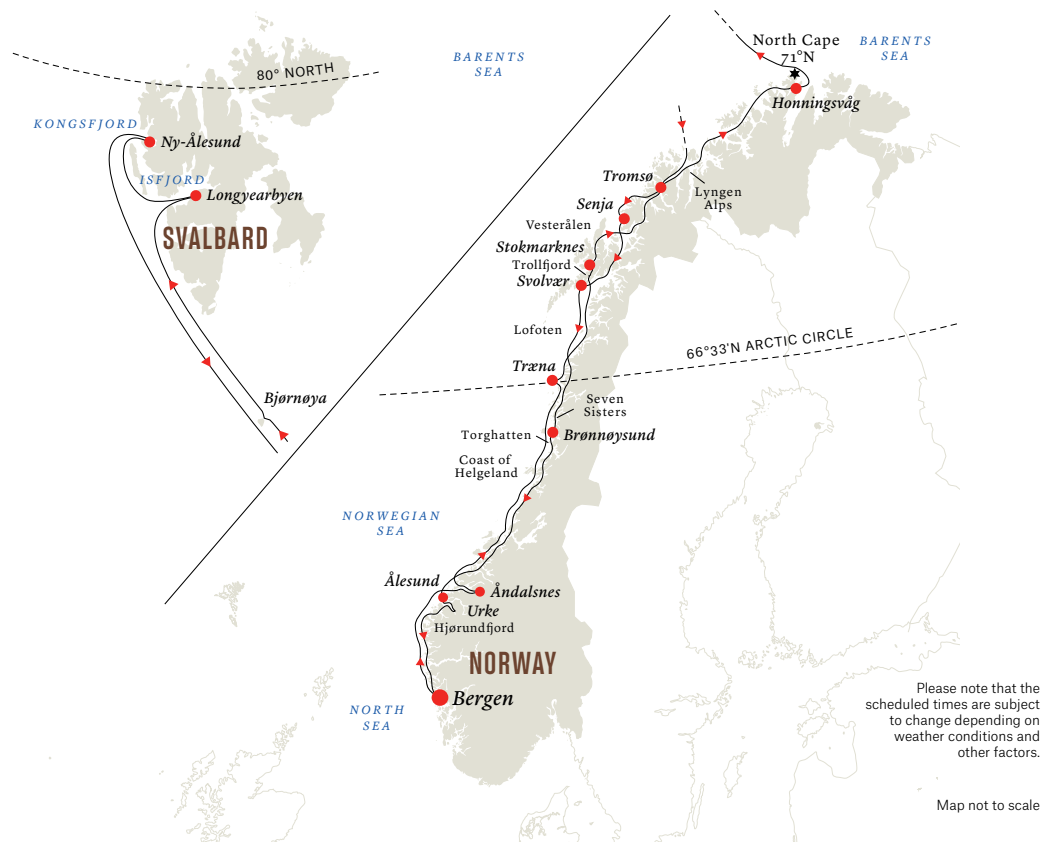 80° NORTH
BARENTS
SEA
KONGSFJORD
Ny-Ålesund
ISFJORD
Longyearbyen
SVALBARD
Bjørnøya
North Cape
71°N
BARENTS
SEA
Honningsvåg
Tromsø
Lyngen
Alps
Senja
Vesterålen
Stokmarknes
Trollfjord
Svolvær
Lofoten
66°33'N ARCTIC CIRCLE
Træna
Seven
Sisters
Torghatten
Brønnøysund
Coast of
Helgeland
NORWEGIAN
SEA
Ålesund
Åndalsnes
Urke
Hjørundfjord
NORWAY
Bergen
NORTH
SEA
Please note that the
scheduled times are subject
to change depending on
weather conditions and
other factors.
Map not to scale